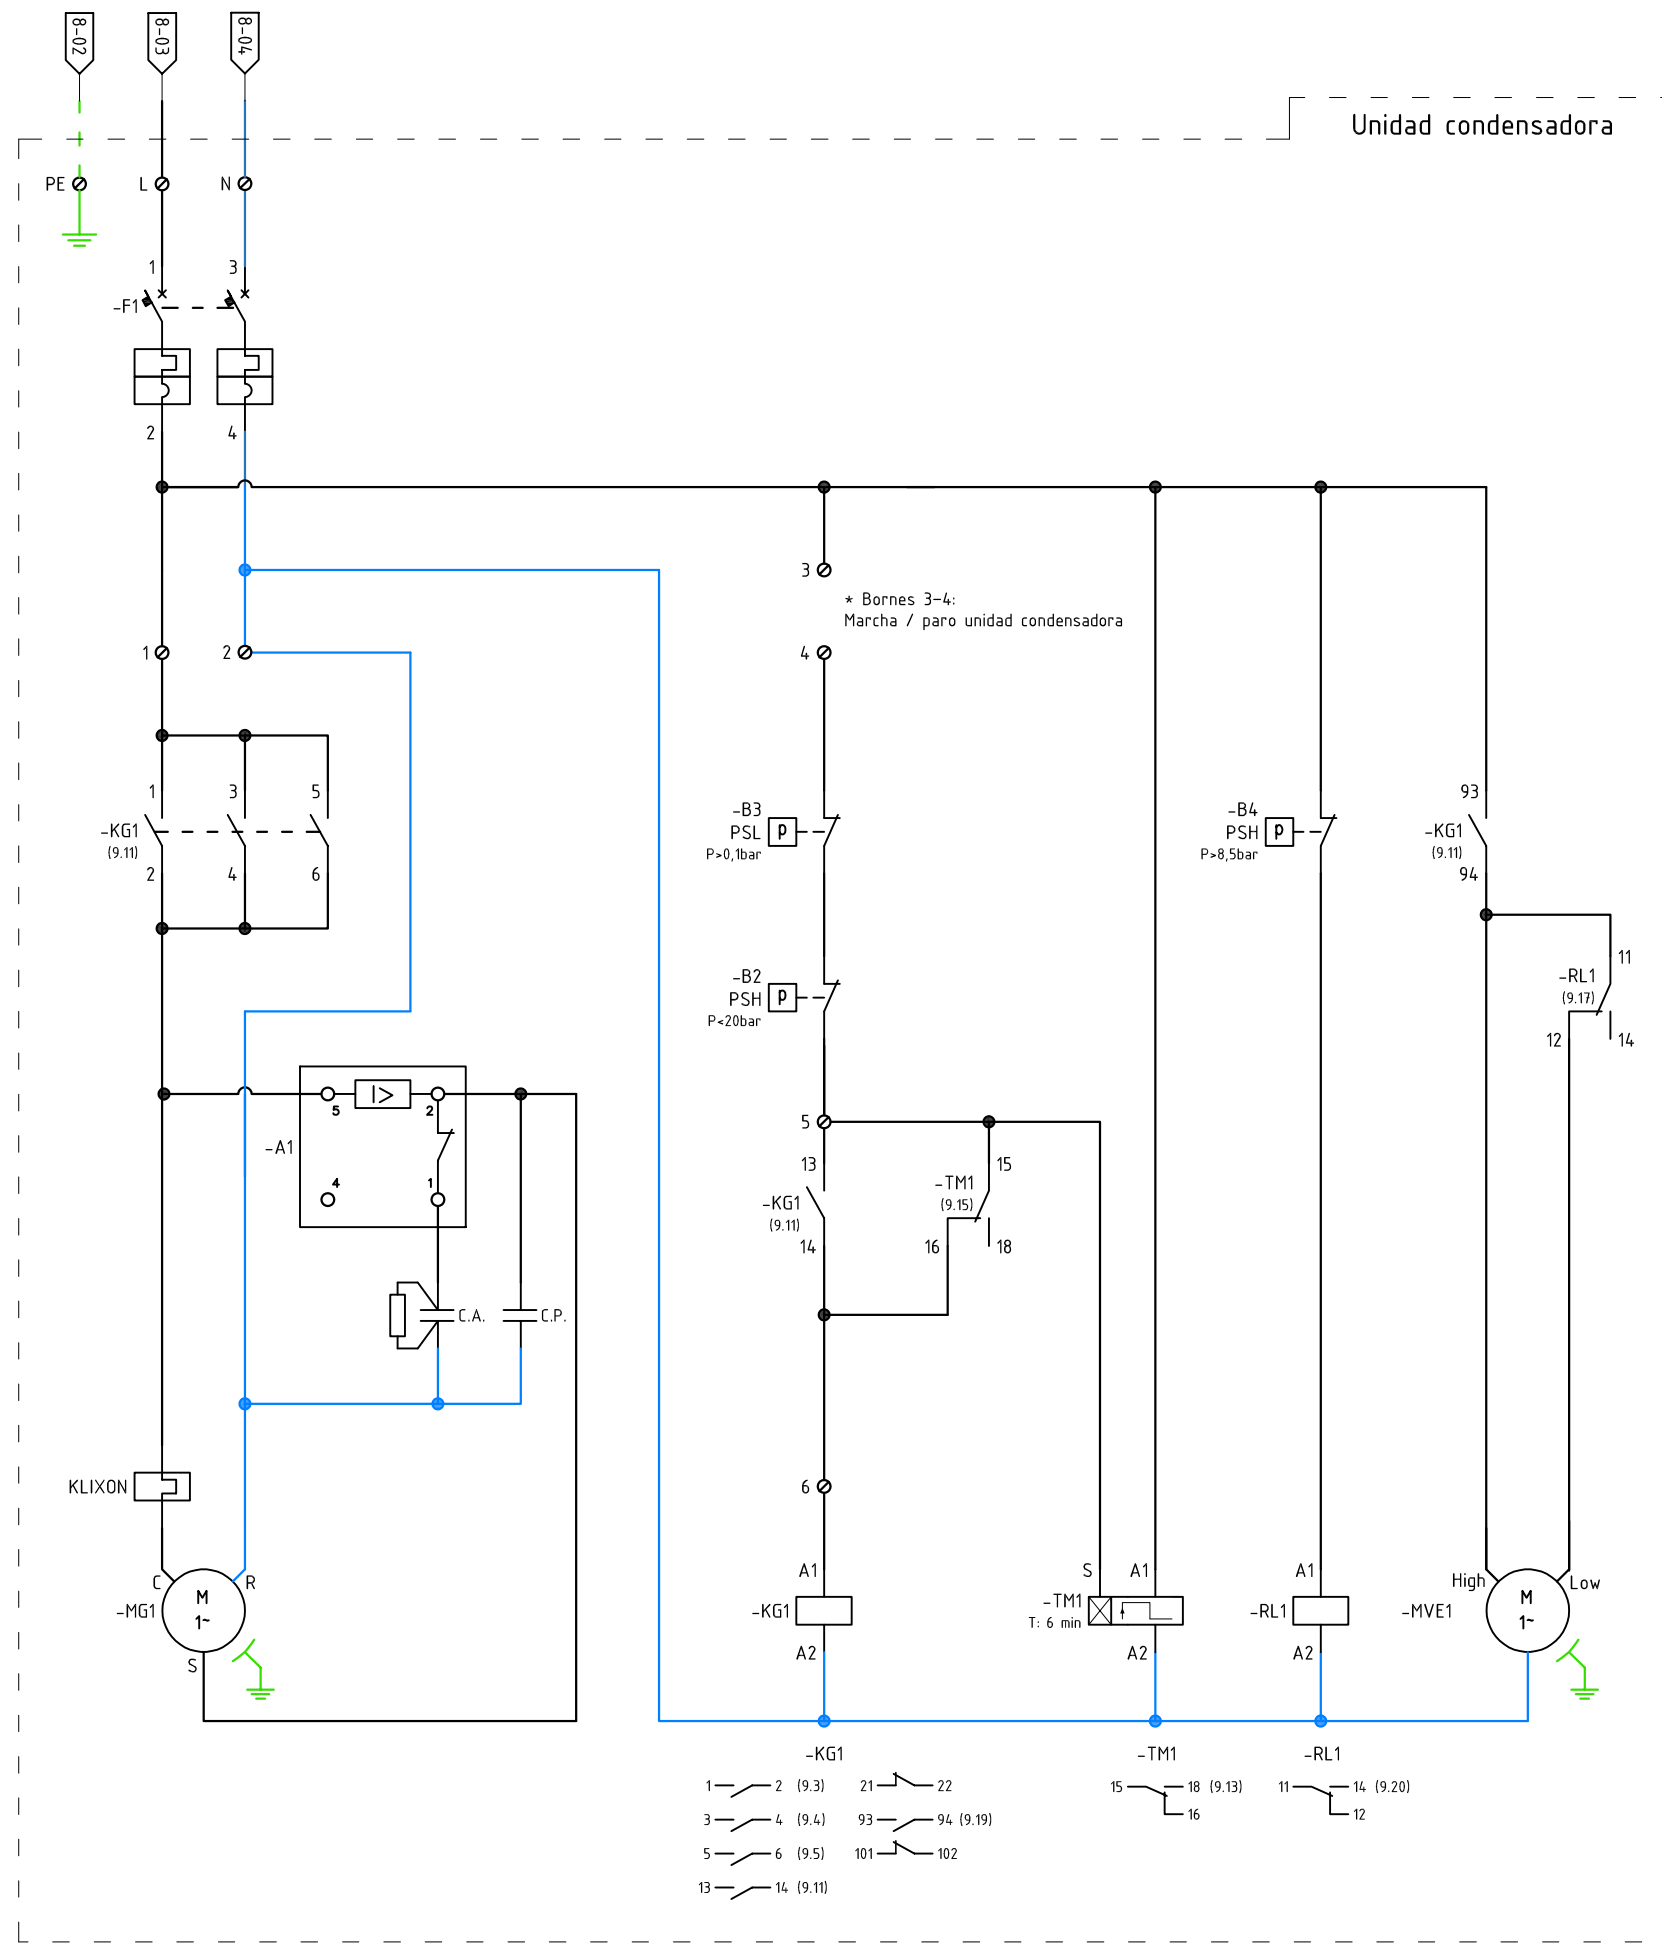 8-02
8-03
8-04
Unidad condensadora
PE
L
N
1
3
-F1
2
4
3
* Bornes 3-4:
Marcha / paro unidad condensadora
1
2
4
1
3
5
-KG1
(9.11)
2
4
6
-B3
PSL
p
P>0,1bar
-B4
PSH
p
P>8,5bar
93
-KG1
(9.11)
94
-B2
PSH
p
P<20bar
11
-RL1
(9.17)
12
14
5
I>
2
-A1
4
1
5
13
-KG1
(9.11)
14
15
-TM1
(9.15)
16
18
C.A.
C.P.
KLIXON
6
C
R
-MG1
M
1~
S
A1
-KG1
A2
S
A1
-TM1
T: 6 min
A2
A1
-RL1
A2
High
Low
-MVE1
M
1~
-KG1
1
2 (9.3)
21
22
3
4 (9.4)
93
94 (9.19)
5
6 (9.5)
101
102
13
14 (9.11)
-TM1
15
18 (9.13)
16
-RL1
11
14 (9.20)
12